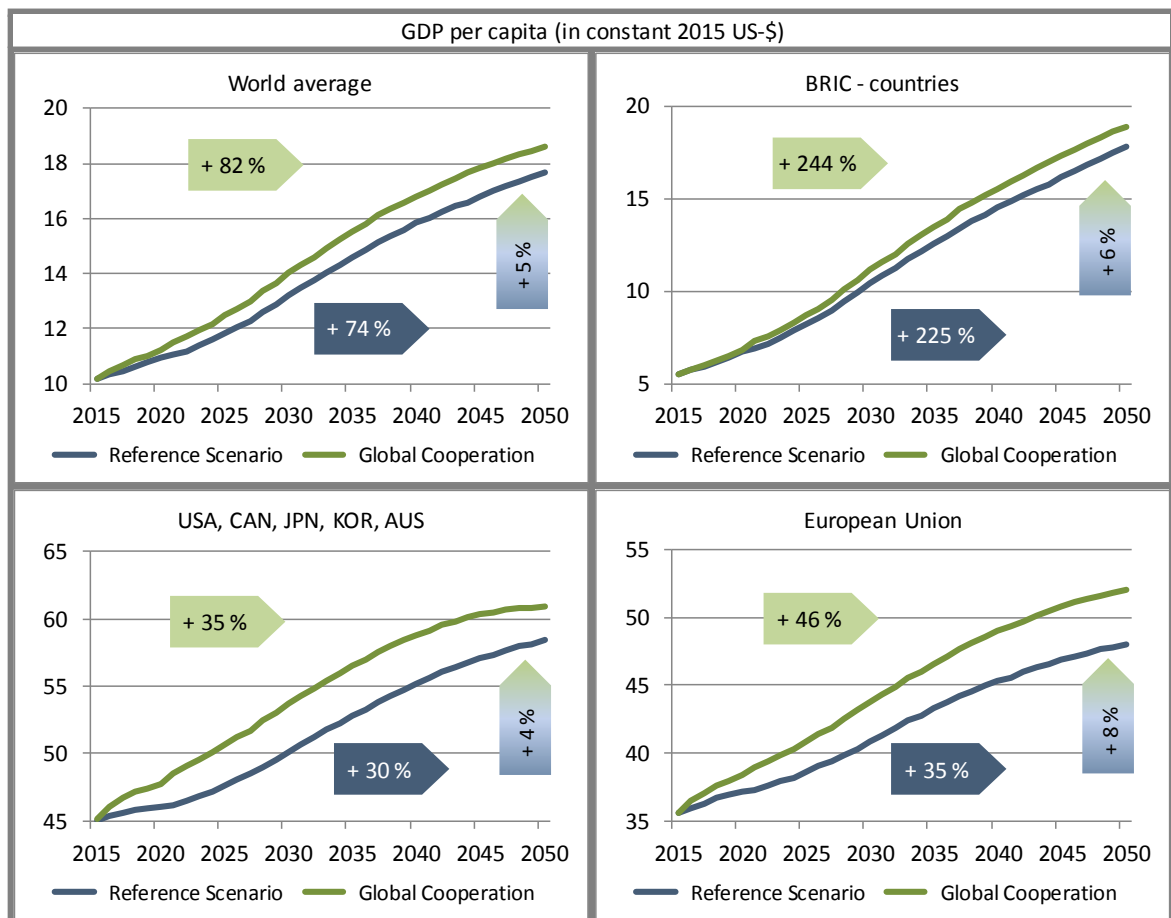 GDP per capita (in constant 2015 US-$)
World average
20
18
16
14
12
10
+ 82 %
+ 74 %
+ 5 %
2015 2020 2025 2030 2035 2040 2045 2050
Reference Scenario Global Cooperation
BRIC - countries
20
15
10
5
+ 244 %
+ 225 %
+ 6 %
2015 2020 2025 2030 2035 2040 2045 2050
Reference Scenario Global Cooperation
USA, CAN, JPN, KOR, AUS
65
60
55
50
45
+ 35 %
+ 30 %
+ 4 %
2015 2020 2025 2030 2035 2040 2045 2050
Reference Scenario Global Cooperation
European Union
55
50
45
40
35
+ 46 %
+ 35 %
+ 8 %
2015 2020 2025 2030 2035 2040 2045 2050
Reference Scenario Global Cooperation